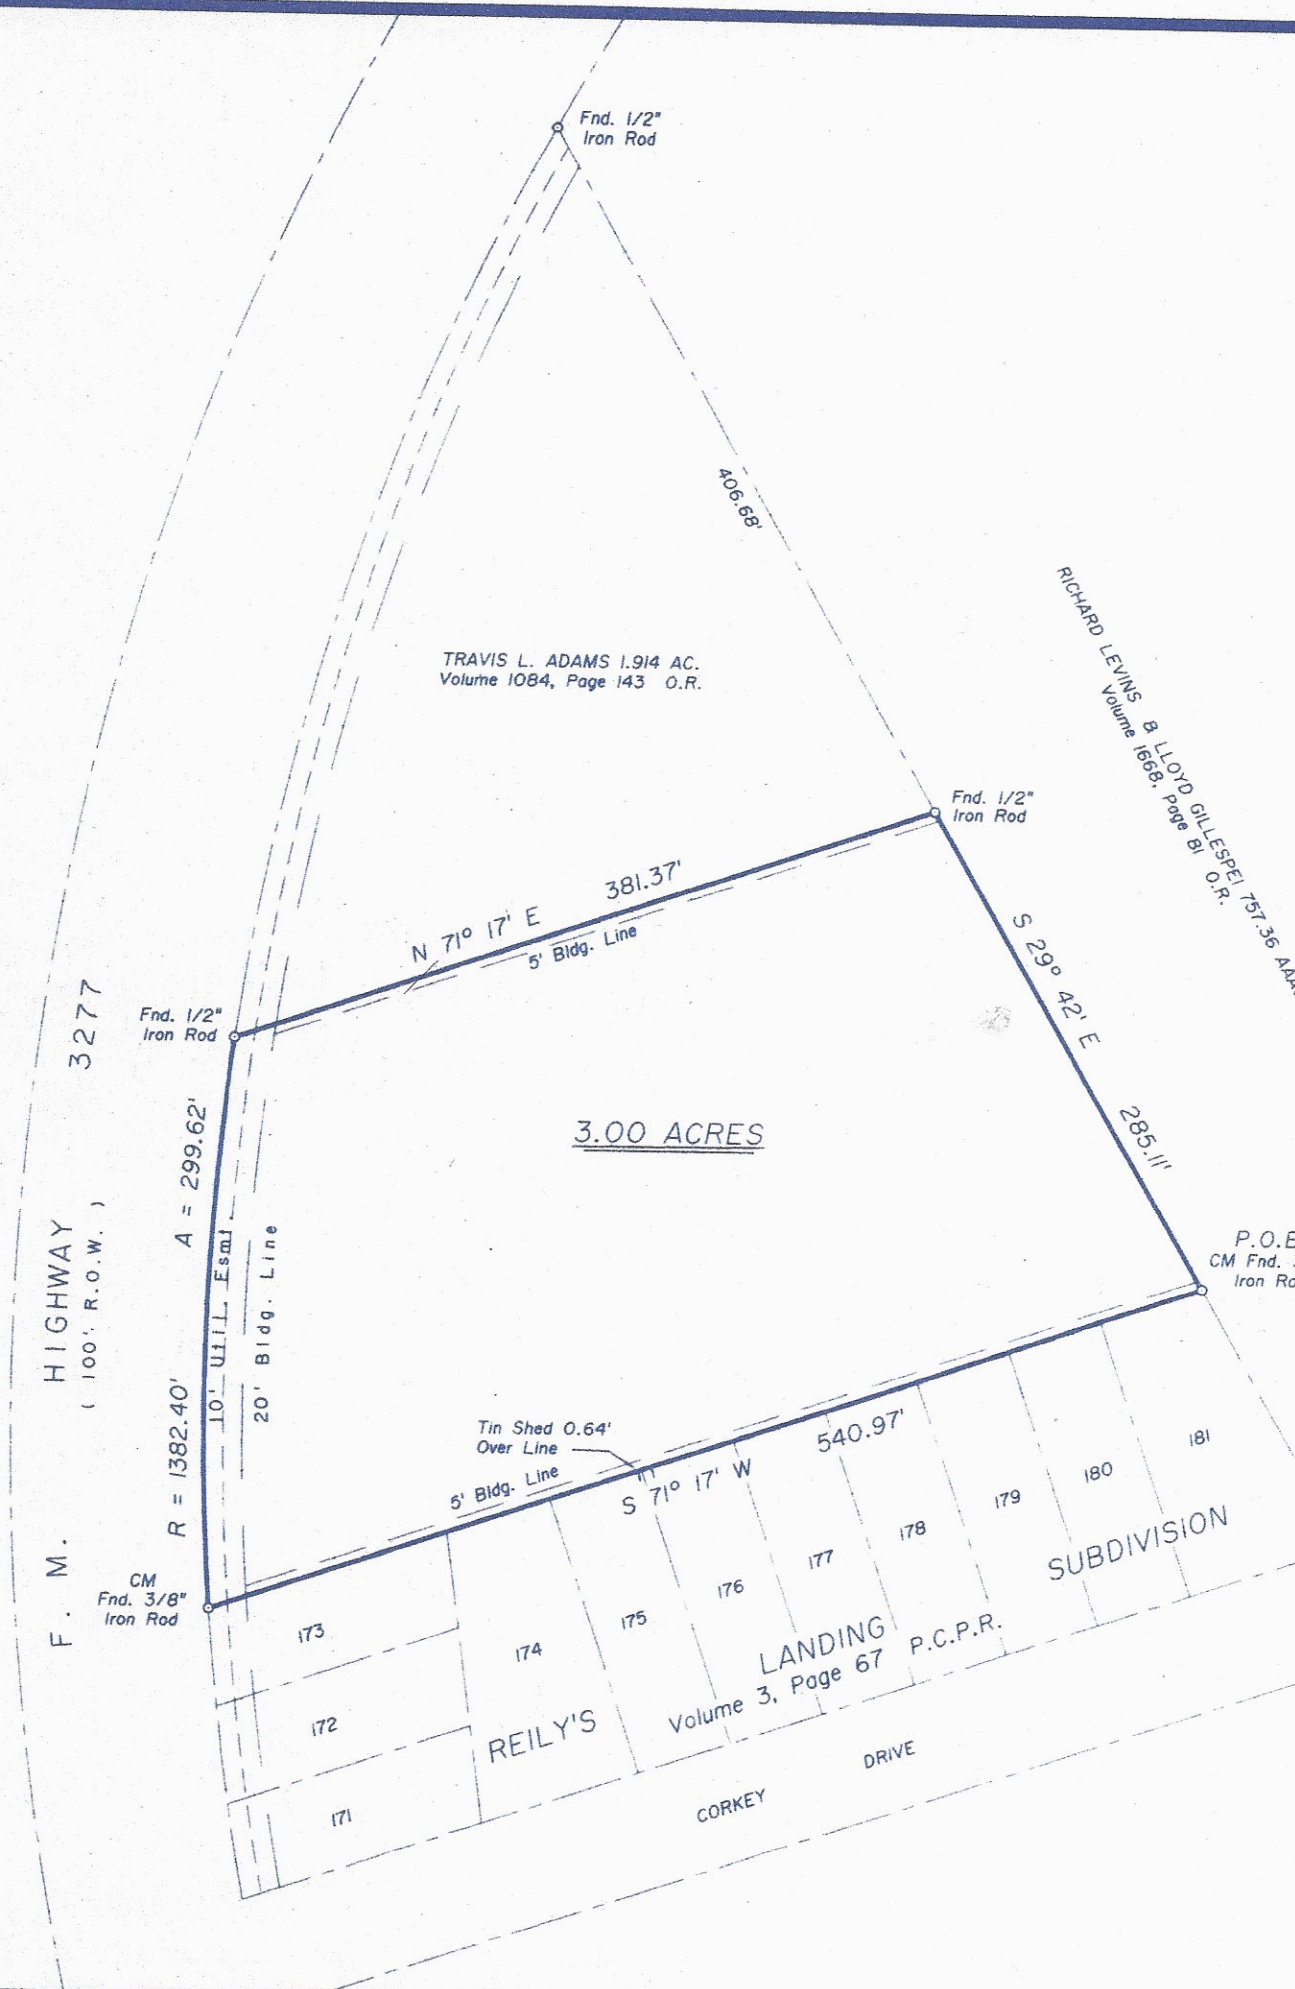 Fnd. 1/2"
Iron Rod
406.68'
RICHARD LEVINS & LLOYD GILLESPEI 757.36
Volume 1668, Page 81 O.R.
TRAVIS L. ADAMS 1.914 AC.
Volume 1084, Page 143 O.R.
Fnd. 1/2"
Iron Rod
N 71° 17' E 381.37'
5' Bldg. Line
S 29° 42' E 285.11'
Fnd. 1/2"
Iron Rod
F. M. HIGHWAY 3277
( 100' R.O.W. )
R = 1382.40' A = 299.62'
10' Util. Esmt.
20' Bldg. Line
3.00 ACRES
P.O.B
CM Fnd.
Iron Ro
Tin Shed 0.64'
Over Line
5' Bldg. Line
S 71° 17' W 540.97'
CM
Fnd. 3/8"
Iron Rod
173
172
171
174
175
176
177
178
179
180
181
REILY'S LANDING SUBDIVISION
Volume 3, Page 67 P.C.P.R.
CORKEY DRIVE